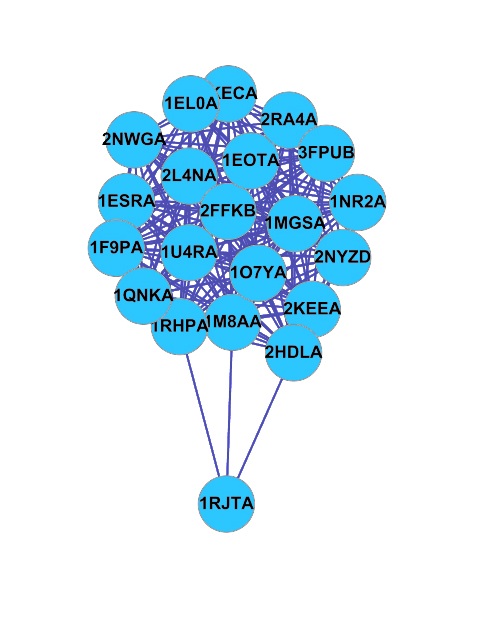 1EL0A
2RA4A
2NWGA
3FPUB
1EOTA
2L4NA
1ESRA
1NR2A
2FFKB
1MGSA
1F9PA
1U4RA
2NYZD
1O7YA
1QNKA
2KEEA
1RHPA
1M8AA
2HDLA
1RJTA